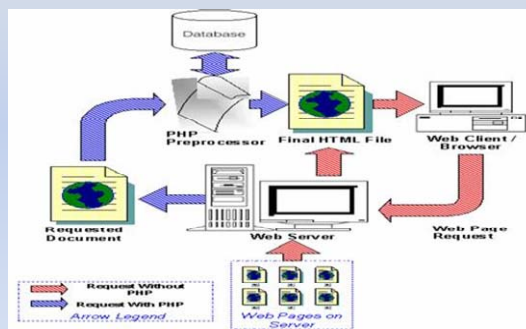 Database
PHP
Preprocessor
Final HTML File
Web Client /
Browser
Requested
Document
Web Server
Web Page
Request
Request Without
PHP
Request With PHP
Arrow Legend
Web Pages on
Server